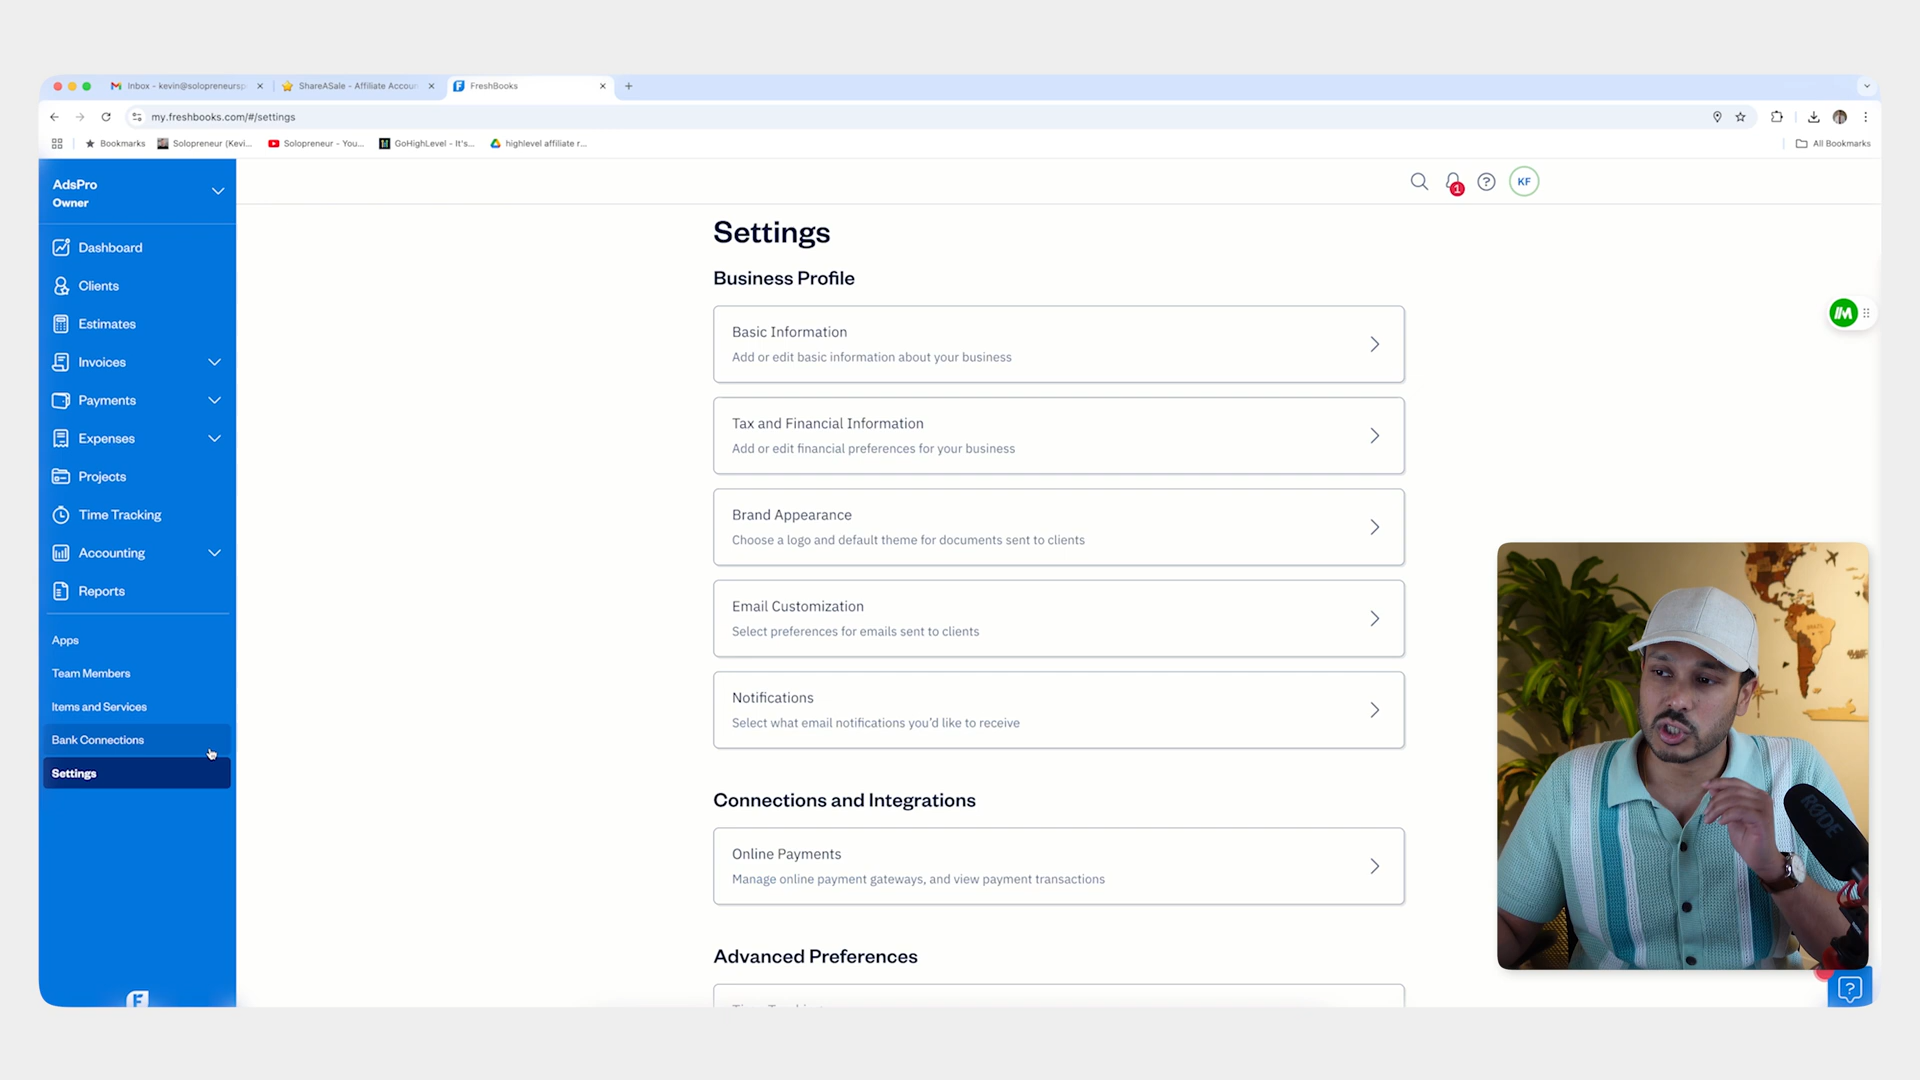 Inbox - kevin@solopreneursp
ShareASale - Affiliate Accoun
FreshBooks
my.freshbooks.com/#/settings
Bookmarks
Solopreneur (Kevi...
Solopreneur - You...
GoHighLevel - It's...
highlevel affiliate r...
All Bookmarks
AdsPro
Owner
1
?
KF
Dashboard
Clients
Estimates
Invoices
Payments
Expenses
Projects
Time Tracking
Accounting
Reports
Apps
Team Members
Items and Services
Bank Connections
Settings
Settings
Business Profile
Basic Information
Add or edit basic information about your business
Tax and Financial Information
Add or edit financial preferences for your business
Brand Appearance
Choose a logo and default theme for documents sent to clients
Email Customization
Select preferences for emails sent to clients
Notifications
Select what email notifications you'd like to receive
Connections and Integrations
Online Payments
Manage online payment gateways, and view payment transactions
Advanced Preferences
BRASIL
RØDE
?